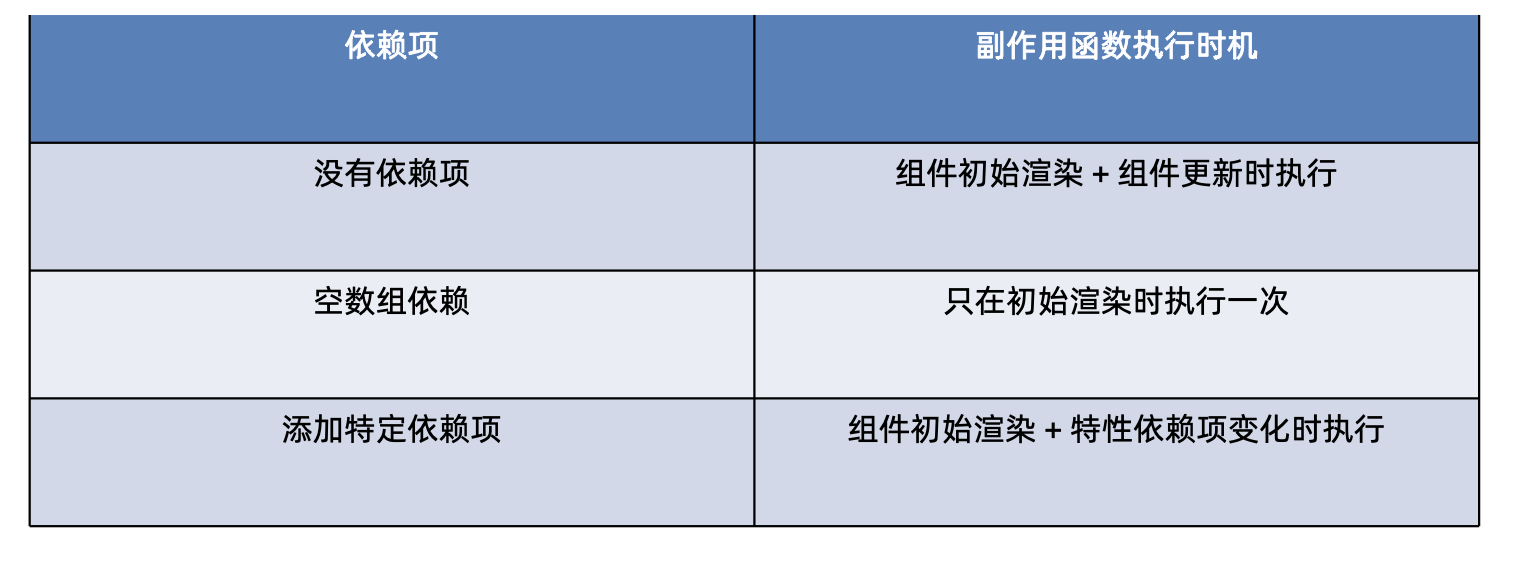 依赖项
副作用函数执行时机
没有依赖项
组件初始渲染 + 组件更新时执行
空数组依赖
只在初始渲染时执行一次
添加特定依赖项
组件初始渲染 + 特性依赖项变化时执行